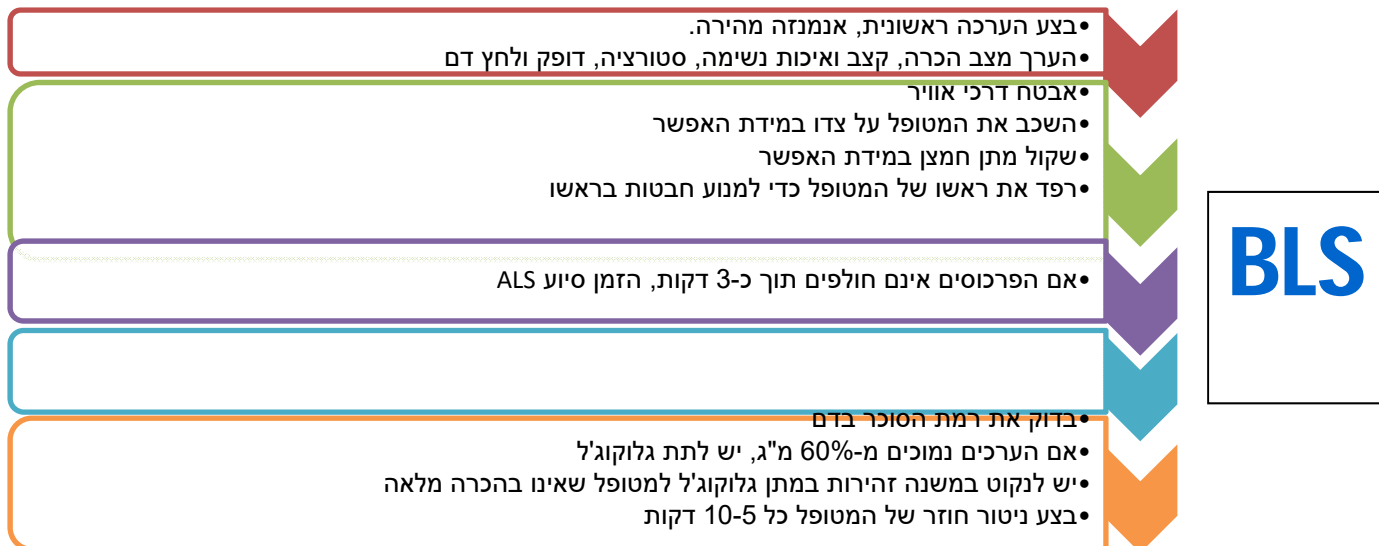 •בצע הערכה ראשונית, אנמנזה מהירה.
•הערך מצב הכרה, קצב ואיכות נשימה, סטורציה, דופק ולחץ דם
•אבטח דרכי אוויר
•השכב את המטופל על צדו במידת האפשר
•שקול מתן חמצן במידת האפשר
•רפד את ראשו של המטופל כדי למנוע חבטות בראשו
•אם הפרכוסים אינם חולפים תוך כ-3 דקות, הזמן סיוע ALS
BLS
•בדוק את רמת הסוכר בדם
•אם הערכים נמוכים מ-60% מ"ג, יש לתת גלוקוג'ל
•יש לנקוט במשנה זהירות במתן גלוקוג'ל למטופל שאינו בהכרה מלאה
•בצע ניטור חוזר של המטופל כל 10-5 דקות